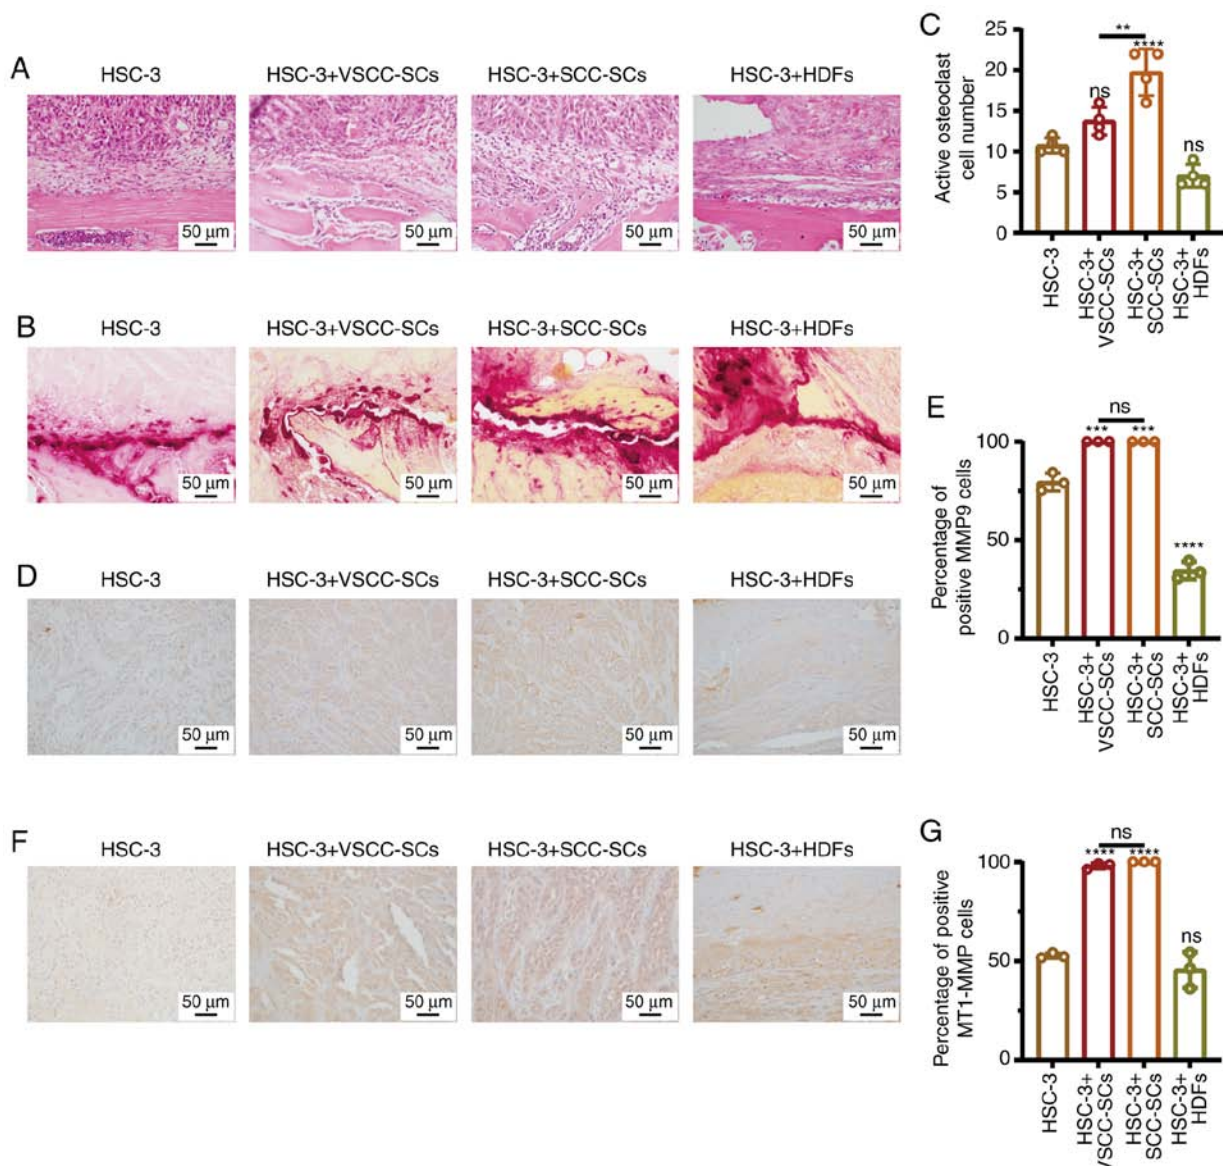 A
HSC-3
HSC-3+VSCC-SCs
HSC-3+SCC-SCs
HSC-3+HDFs
50 μm
50 μm
50 μm
50 μm
B
HSC-3
HSC-3+VSCC-SCs
HSC-3+SCC-SCs
HSC-3+HDFs
50 μm
50 μm
50 μm
50 μm
C
Active osteoclast
cell number
25
20
15
10
5
0
**
ns
****
ns
HSC-3
HSC-3+
VSCC-SCs
HSC-3+
SCC-SCs
HSC-3+
HDFs
D
HSC-3
HSC-3+VSCC-SCs
HSC-3+SCC-SCs
HSC-3+HDFs
50 μm
50 μm
50 μm
50 μm
E
Percentage of
positive MMP9 cells
100
50
0
ns
***
***
****
HSC-3
HSC-3+
VSCC-SCs
HSC-3+
SCC-SCs
HSC-3+
HDFs
F
HSC-3
HSC-3+VSCC-SCs
HSC-3+SCC-SCs
HSC-3+HDFs
50 μm
50 μm
50 μm
50 μm
G
Percentage of positive
MT1-MMP cells
100
50
0
ns
****
****
ns
HSC-3
HSC-3+
VSCC-SCs
HSC-3+
SCC-SCs
HSC-3+
HDFs